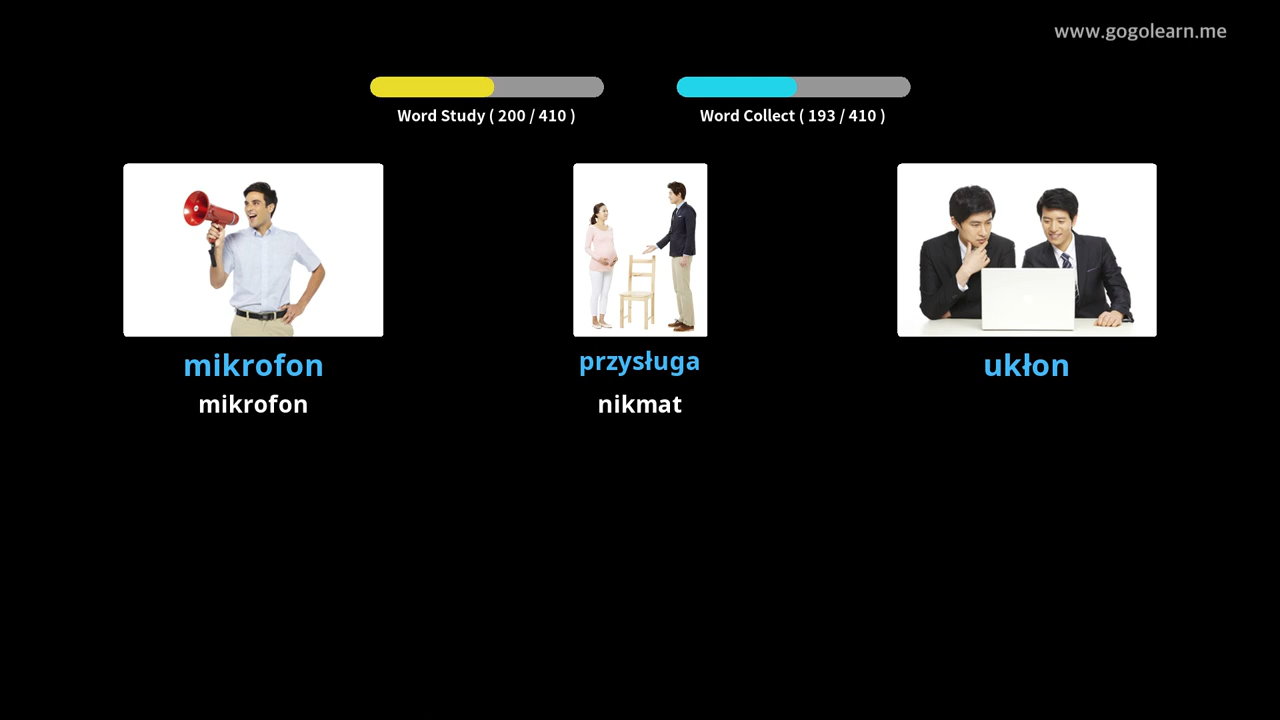 www.gogolearn.me
Word Study ( 200 / 410 )
Word Collect ( 193 / 410 )
mikrofon
przysługa
ukłon
mikrofon
nikmat